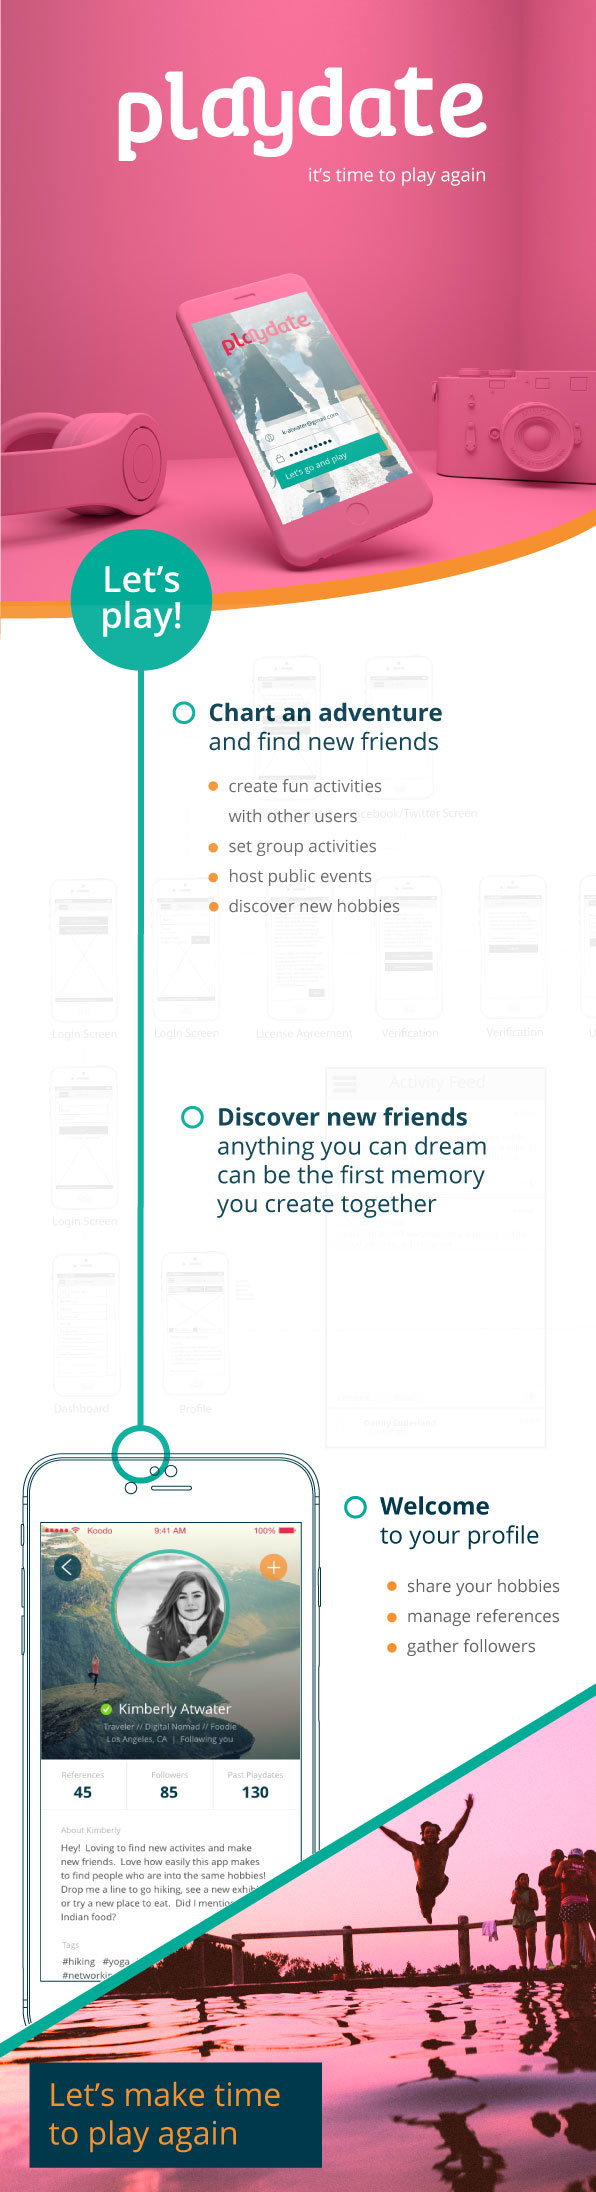 playdate
it's time to play again
playdate
k-atwater@gmail.com
Let's go and play
Let's
play!
Chart an adventure
and find new friends
create fun activities
with other users
Facebook/Twitter Screen
set group activities
host public events
discover new hobbies
Login Screen
Login Screen
License Agreement
Verification
Verification
Activity Feed
Discover new friends
anything you can dream
can be the first memory
you create together
Login Screen
Dashboard
Profile
Welcome
to your profile
share your hobbies
manage references
gather followers
Koodo
9:41 AM
100%
Kimberly Atwater
Traveler // Digital Nomad // Foodie
Los Angeles, CA | Following you
References
Followers
Past Playdates
45
85
130
About Kimberly
Hey! Loving to find new activites and make
new friends. Love how easily this app makes
to find people who are into the same hobbies!
Drop me a line to go hiking, see a new exhibi
or try a new place to eat. Did I mention
Indian food?
Tags
#hiking #yoga
#networkin
Let's make time
to play again